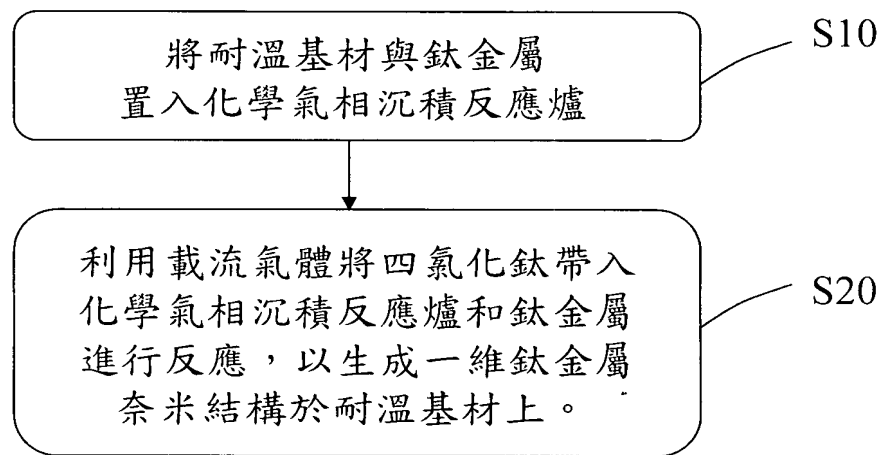 將耐溫基材與鈦金屬
置入化學氣相沉積反應爐
S10
利用載流氣體將四氯化鈦帶入
化學氣相沉積反應爐和鈦金屬
進行反應，以生成一維鈦金屬
奈米結構於耐溫基材上。
S20